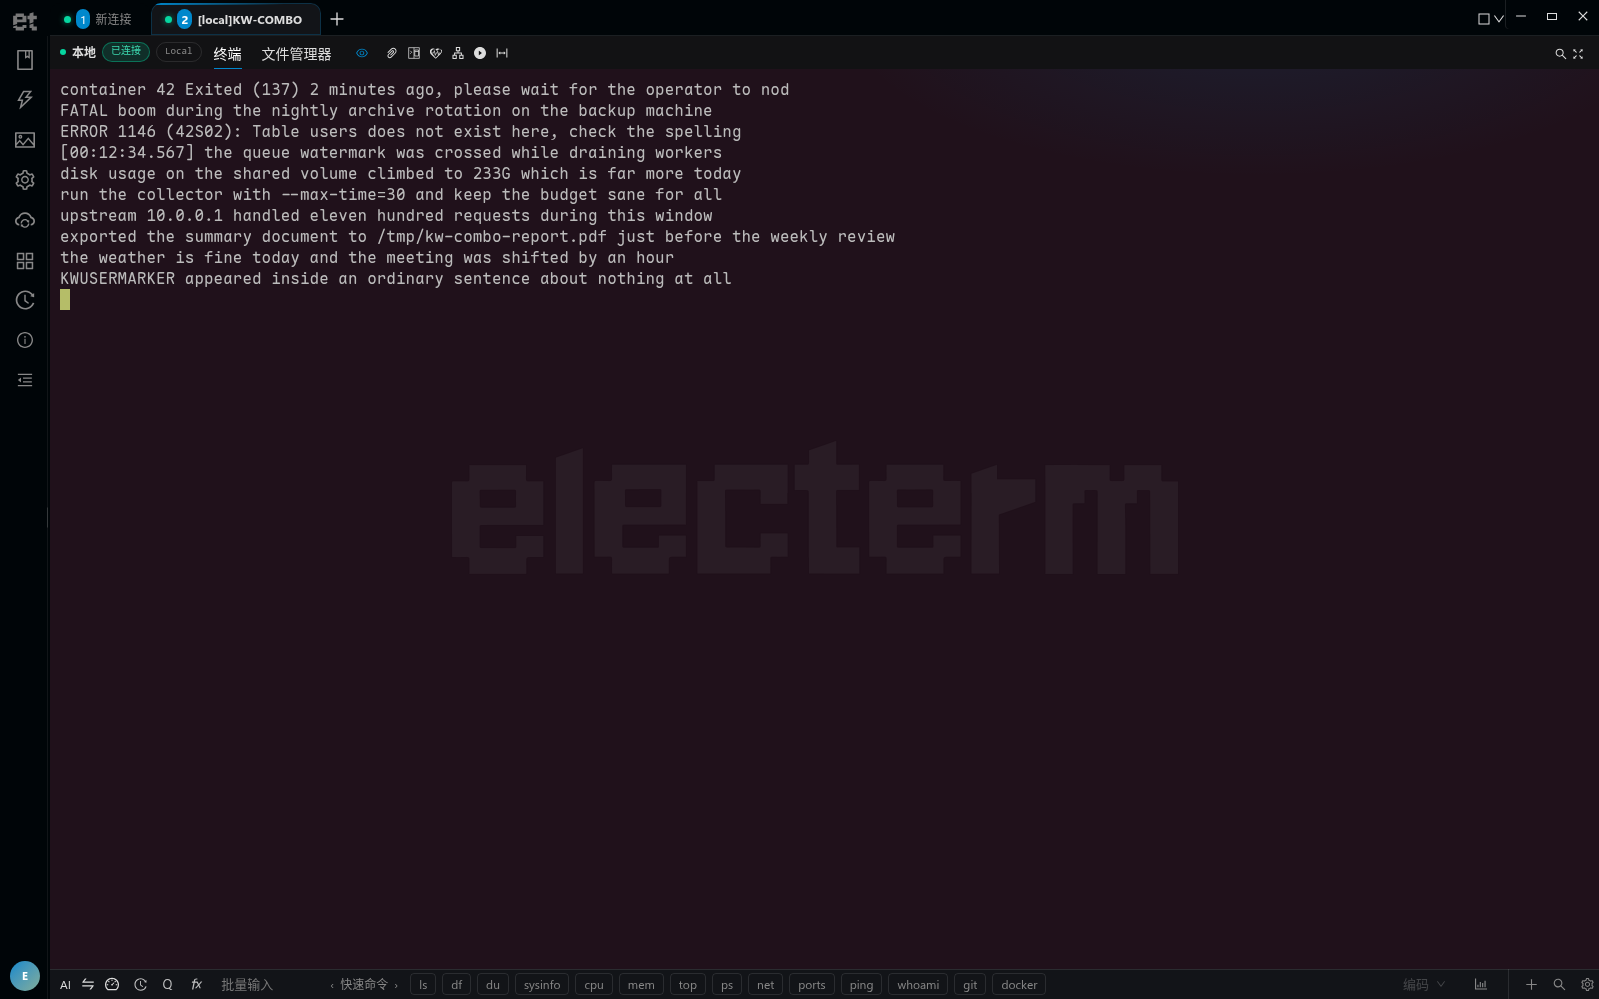 et 1 新连接 2 [local]KW-COMBO
本地 已连接 Local 终端 文件管理器
container 42 Exited (137) 2 minutes ago, please wait for the operator to nod
FATAL boom during the nightly archive rotation on the backup machine
ERROR 1146 (42S02): Table users does not exist here, check the spelling
[00:12:34.567] the queue watermark was crossed while draining workers
disk usage on the shared volume climbed to 233G which is far more today
run the collector with --max-time=30 and keep the budget sane for all
upstream 10.0.0.1 handled eleven hundred requests during this window
exported the summary document to /tmp/kw-combo-report.pdf just before the weekly review
the weather is fine today and the meeting was shifted by an hour
KWUSERMARKER appeared inside an ordinary sentence about nothing at all
electerm
E
AI Q fx 批量输入 ‹ 快速命令 › ls df du sysinfo cpu mem top ps net ports ping whoami git docker 编码